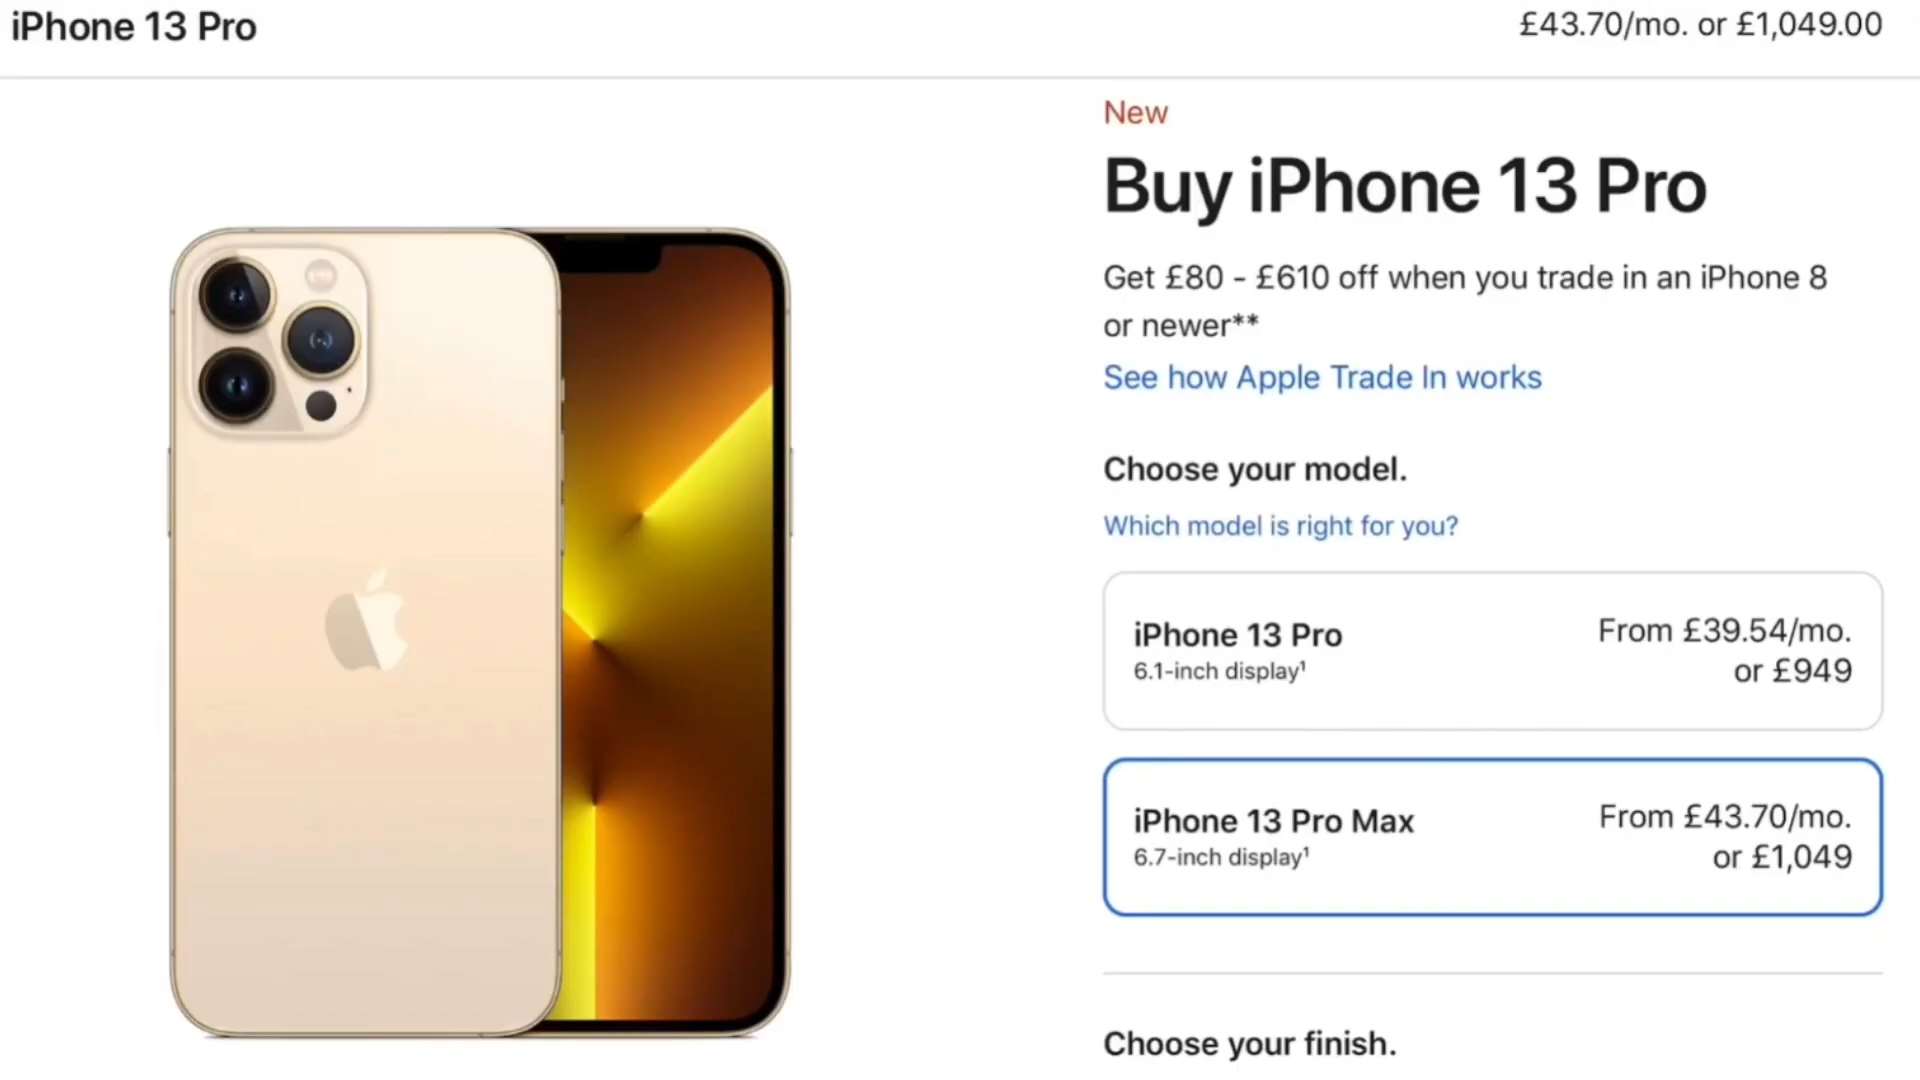 iPhone 13 Pro
£43.70/mo. or £1,049.00
New
Buy iPhone 13 Pro
Get £80 - £610 off when you trade in an iPhone 8
or newer**
See how Apple Trade In works
Choose your model.
Which model is right for you?
iPhone 13 Pro
6.1-inch display¹
From £39.54/mo.
or £949
iPhone 13 Pro Max
6.7-inch display¹
From £43.70/mo.
or £1,049
Choose your finish.